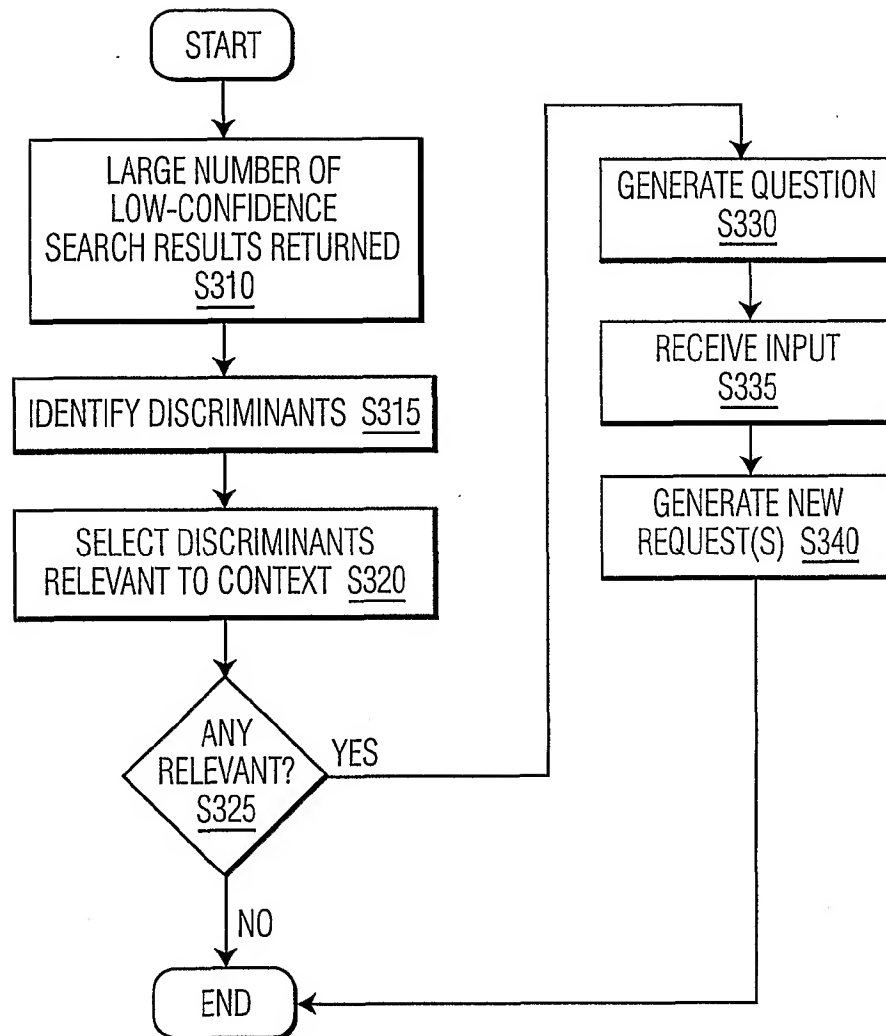 START
LARGE NUMBER OF
LOW-CONFIDENCE
SEARCH RESULTS RETURNED
S310
IDENTIFY DISCRIMINANTS S315
SELECT DISCRIMINANTS
RELEVANT TO CONTEXT S320
ANY
RELEVANT?
S325
YES
NO
END
GENERATE QUESTION
S330
RECEIVE INPUT
S335
GENERATE NEW
REQUEST(S) S340